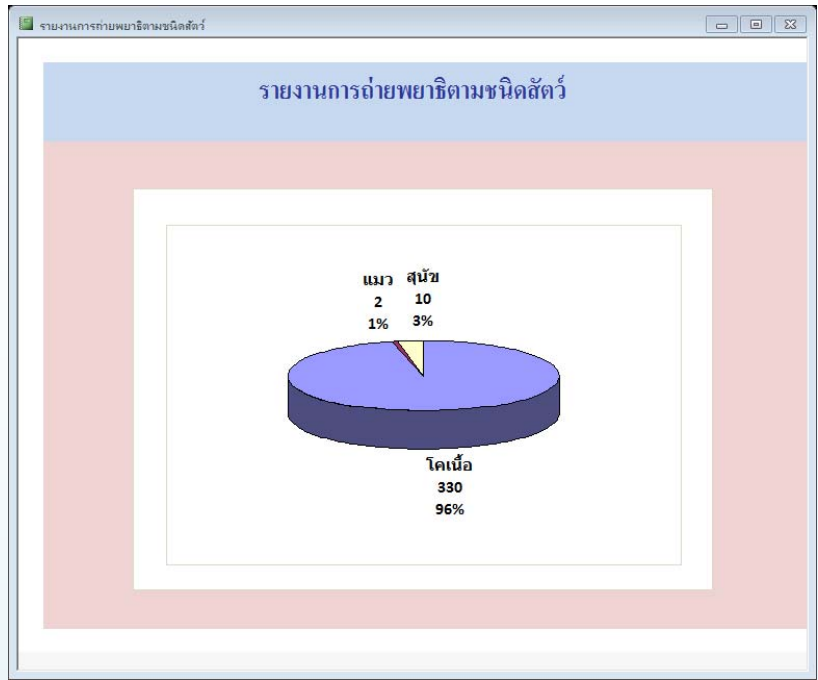 รายงานการถ่ายพยาธิตามชนิดสัตว์
รายงานการถ่ายพยาธิตามชนิดสัตว์
แมว
2
1%
สุนัข
10
3%
โคเนื้อ
330
96%